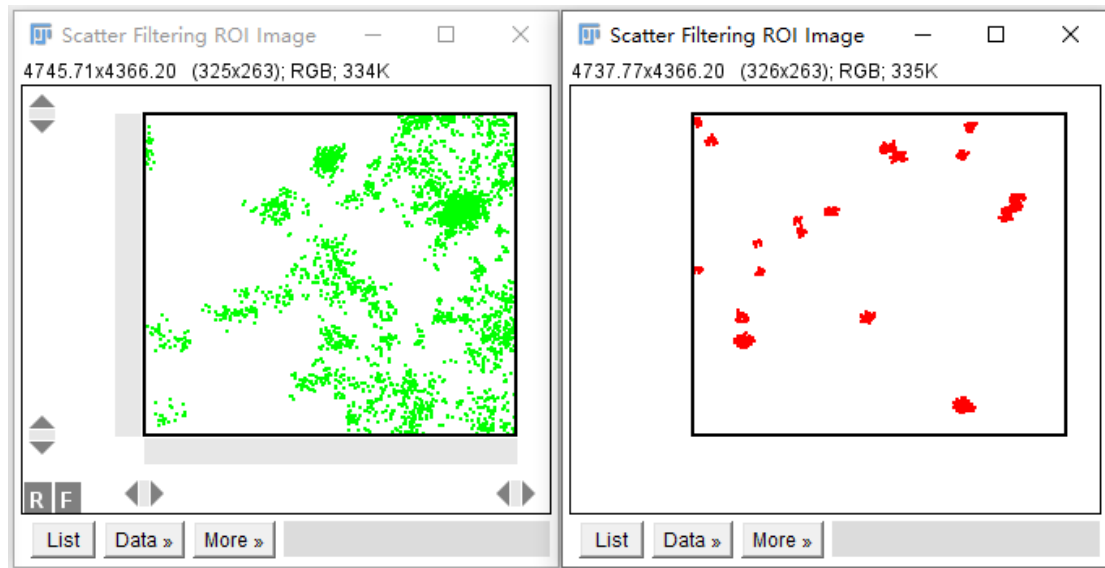 Scatter Filtering ROI Image
4745.71x4366.20 (325x263); RGB; 334K
R F
List Data » More »
Scatter Filtering ROI Image
4737.77x4366.20 (326x263); RGB; 335K
List Data » More »